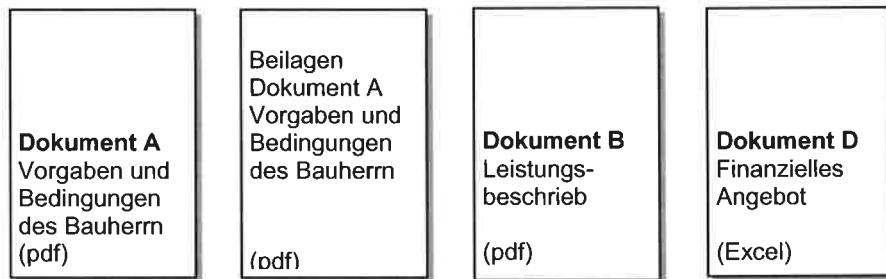 Dokument A
Vorgaben und
Bedingungen
des Bauherrn
(pdf)
Beilagen
Dokument A
Vorgaben und
Bedingungen
des Bauherrn
(pdf)
Dokument B
Leistungs-
beschrieb
(pdf)
Dokument D
Finanzielles
Angebot
(Excel)